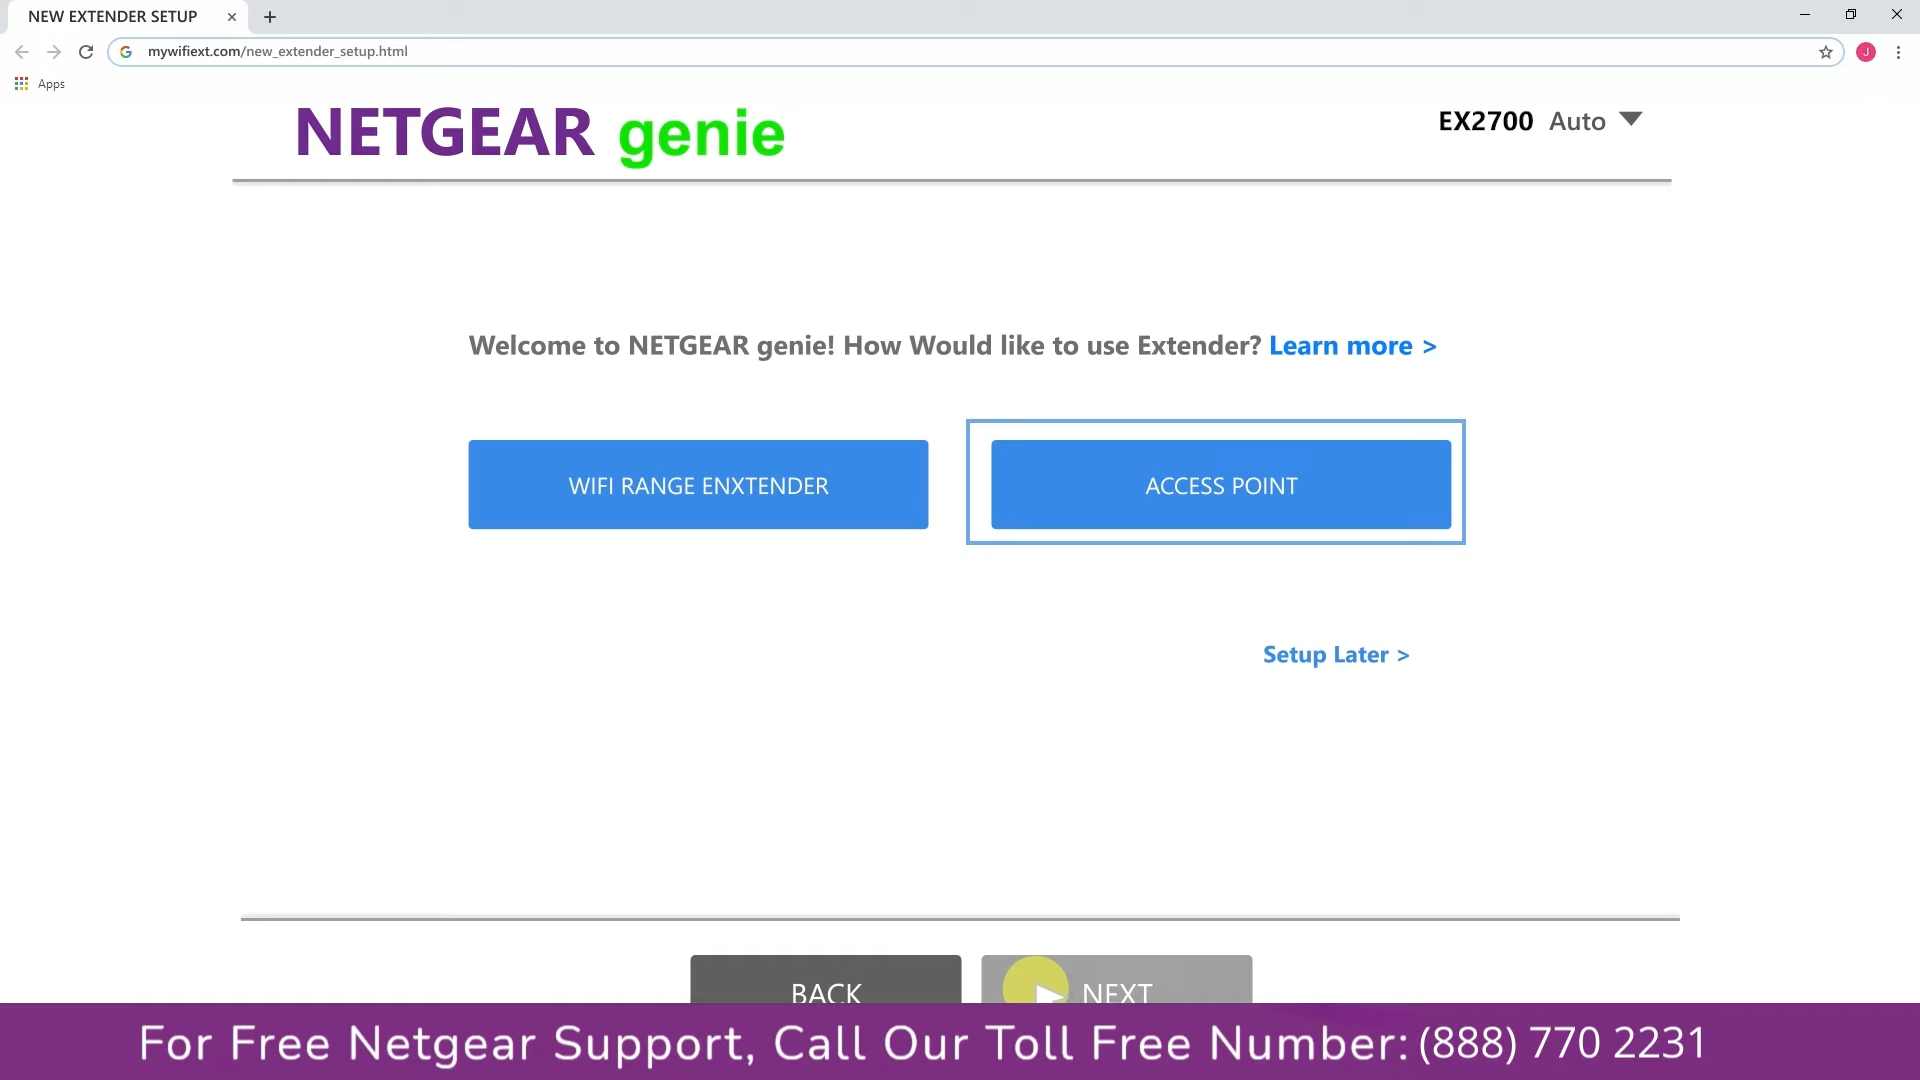 NEW EXTENDER SETUP
mywifiext.com/new_extender_setup.html
J
Apps
NETGEAR genie
EX2700 Auto
Welcome to NETGEAR genie! How Would like to use Extender? Learn more >
WIFI RANGE ENXTENDER
ACCESS POINT
Setup Later >
BACK
NEXT
For Free Netgear Support, Call Our Toll Free Number: (888) 770 2231